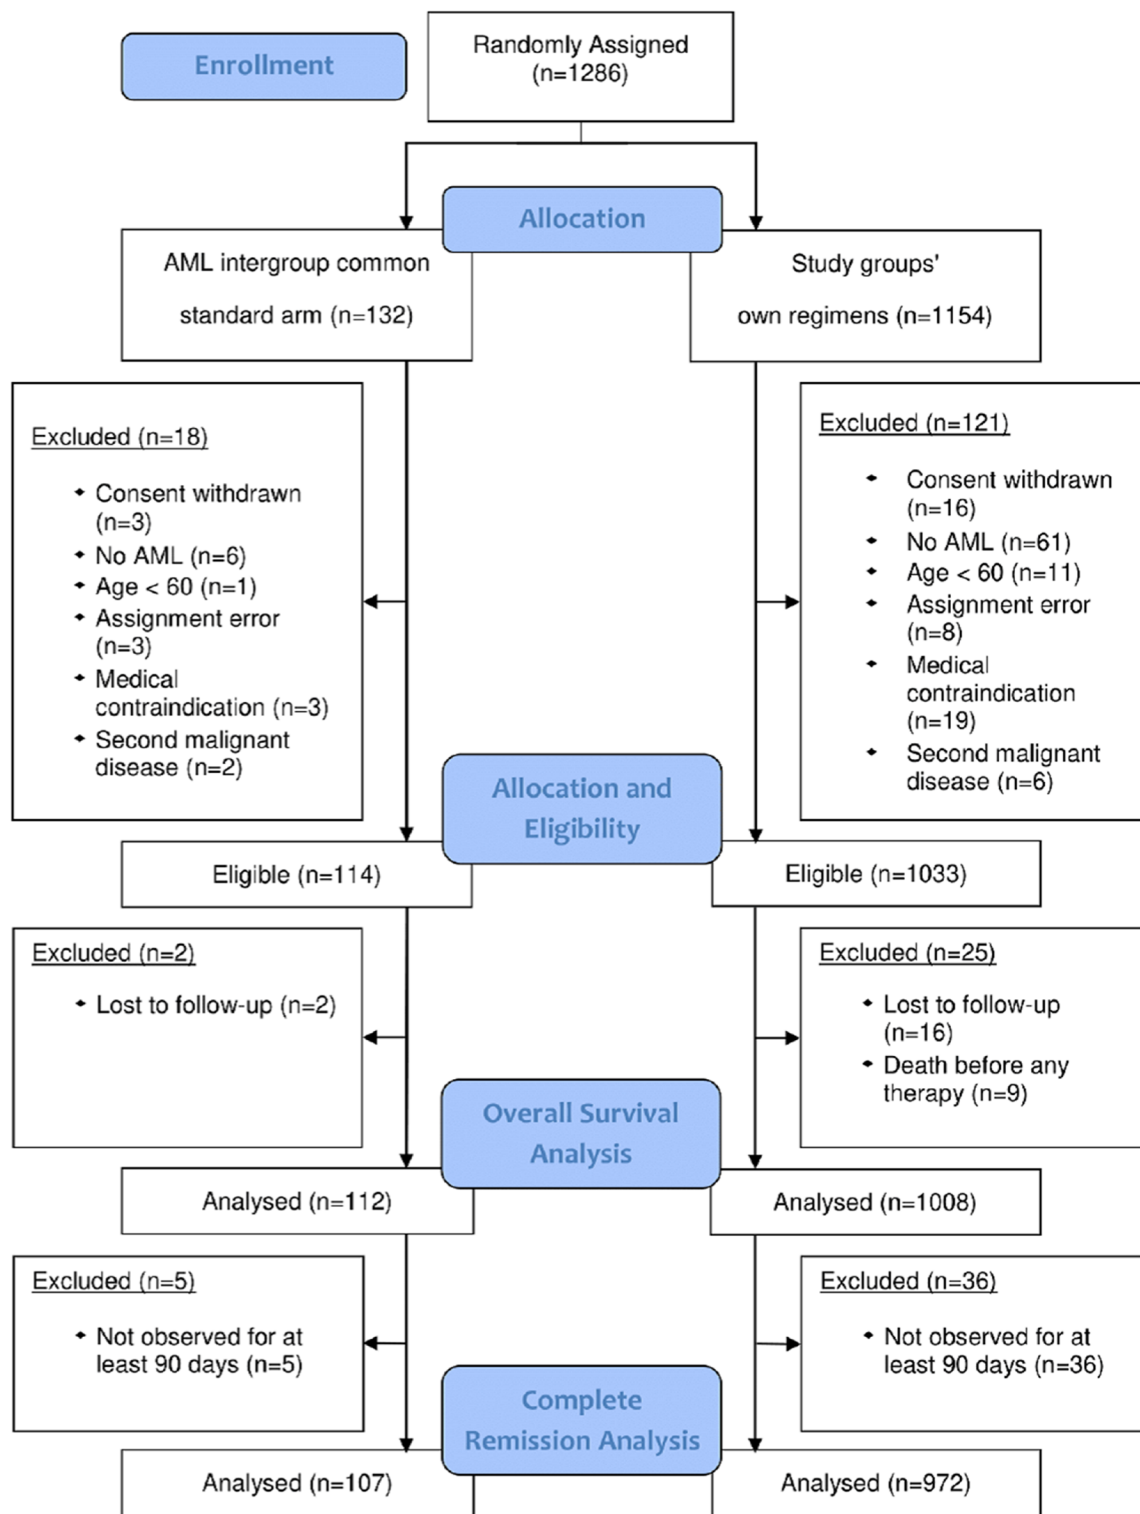 Enrollment
Randomly Assigned
(n=1286)
Allocation
AML intergroup common
standard arm (n=132)
Study groups'
own regimens (n=1154)
Excluded (n=18)
Consent withdrawn
(n=3)
No AML (n=6)
Age < 60 (n=1)
Assignment error
(n=3)
Medical
contraindication (n=3)
Second malignant
disease (n=2)
Excluded (n=121)
Consent withdrawn
(n=16)
No AML (n=61)
Age < 60 (n=11)
Assignment error
(n=8)
Medical
contraindication
(n=19)
Second malignant
disease (n=6)
Allocation and
Eligibility
Eligible (n=114)
Eligible (n=1033)
Excluded (n=2)
Lost to follow-up (n=2)
Excluded (n=25)
Lost to follow-up
(n=16)
Death before any
therapy (n=9)
Overall Survival
Analysis
Analysed (n=112)
Analysed (n=1008)
Excluded (n=5)
Not observed for at
least 90 days (n=5)
Excluded (n=36)
Not observed for at
least 90 days (n=36)
Complete
Remission Analysis
Analysed (n=107)
Analysed (n=972)